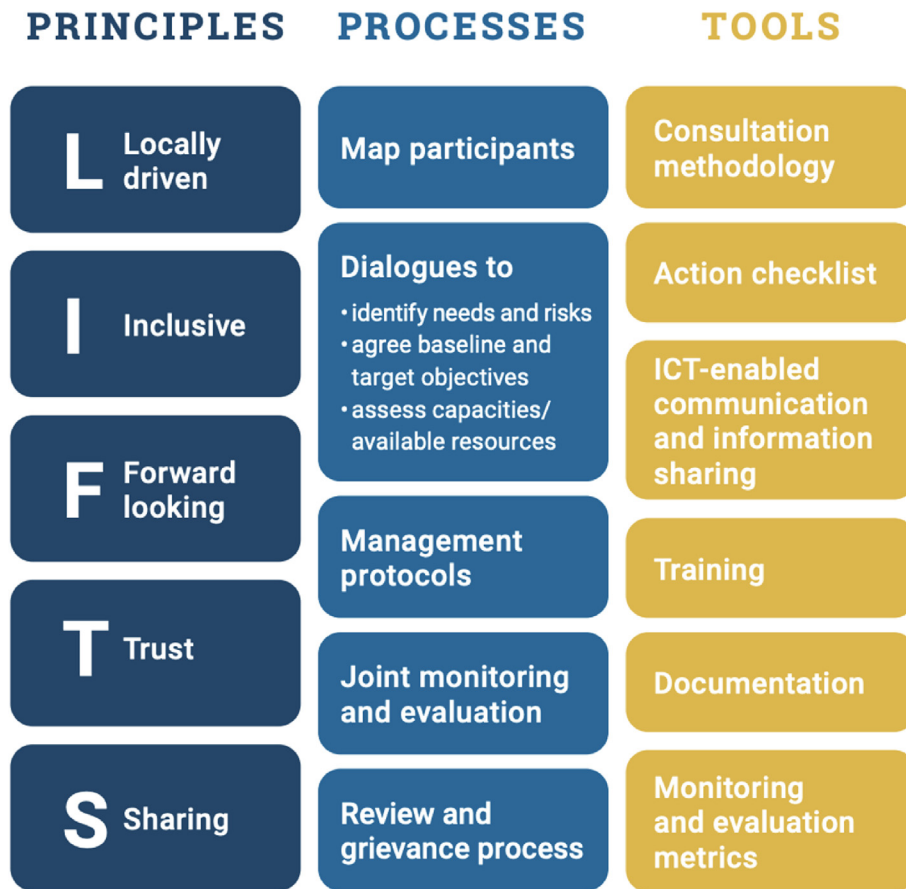 PRINCIPLES
L Locally
driven
I Inclusive
F Forward
looking
T Trust
S Sharing
PROCESSES
Map participants
Dialogues to
• identify needs and risks
• agree baseline and
target objectives
• assess capacities/
available resources
Management
protocols
Joint monitoring
and evaluation
Review and
grievance process
TOOLS
Consultation
methodology
Action checklist
ICT-enabled
communication
and information
sharing
Training
Documentation
Monitoring
and evaluation
metrics